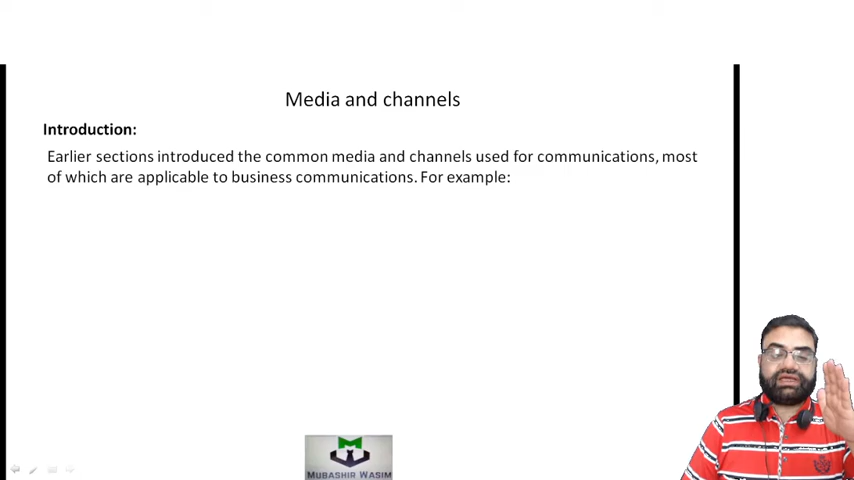 Media and channels
Introduction:
Earlier sections introduced the common media and channels used for communications, most
of which are applicable to business communications. For example:
MUBASHIR WASIM